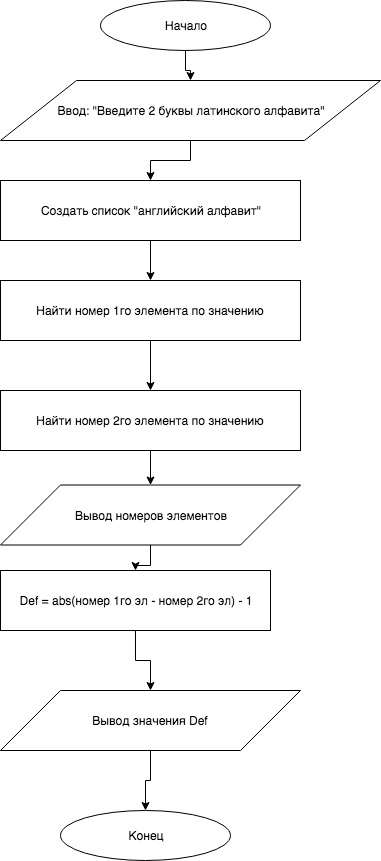 Начало
Ввод: "Введите 2 буквы латинского алфавита"
Создать список "английский алфавит"
Найти номер 1го элемента по значению
Найти номер 2го элемента по значению
Вывод номеров элементов
Def = abs(номер 1го эл - номер 2го эл) - 1
Вывод значения Def
Конец